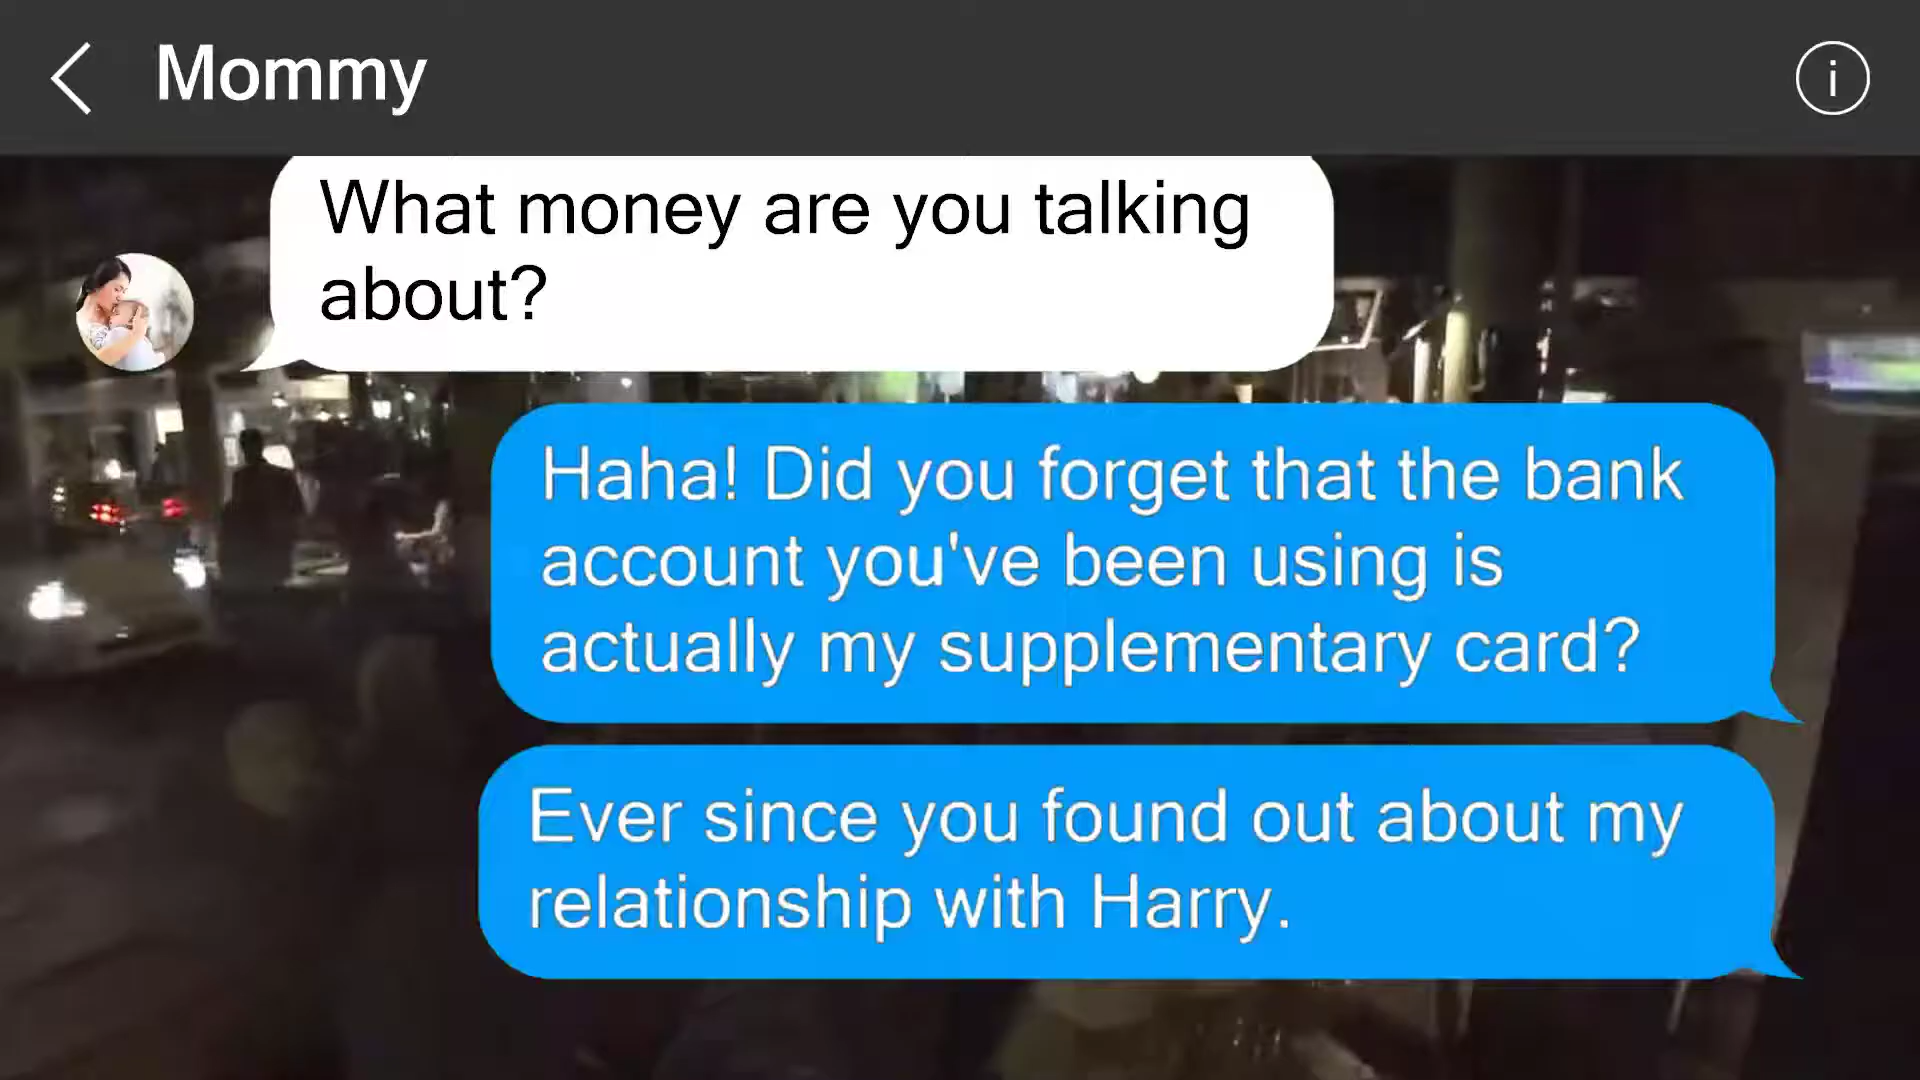 Mommy
i
What money are you talking
about?
Haha! Did you forget that the bank
account you've been using is
actually my supplementary card?
Ever since you found out about my
relationship with Harry.